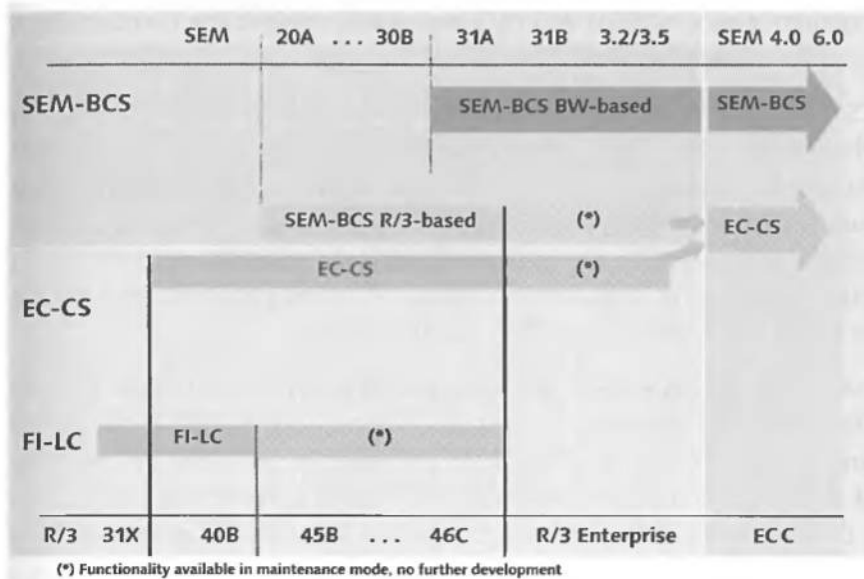 SEM 20A ... 30B 31A 31B 3.2/3.5 SEM 4.0 6.0
SEM-BCS
SEM-BCS BW-based
SEM-BCS
SEM-BCS R/3-based
(*)
EC-CS
EC-CS
(*)
EC-CS
FI-LC
FI-LC
(*)
R/3 31X 40B 45B ... 46C R/3 Enterprise ECC
(*) Functionality available in maintenance mode, no further development